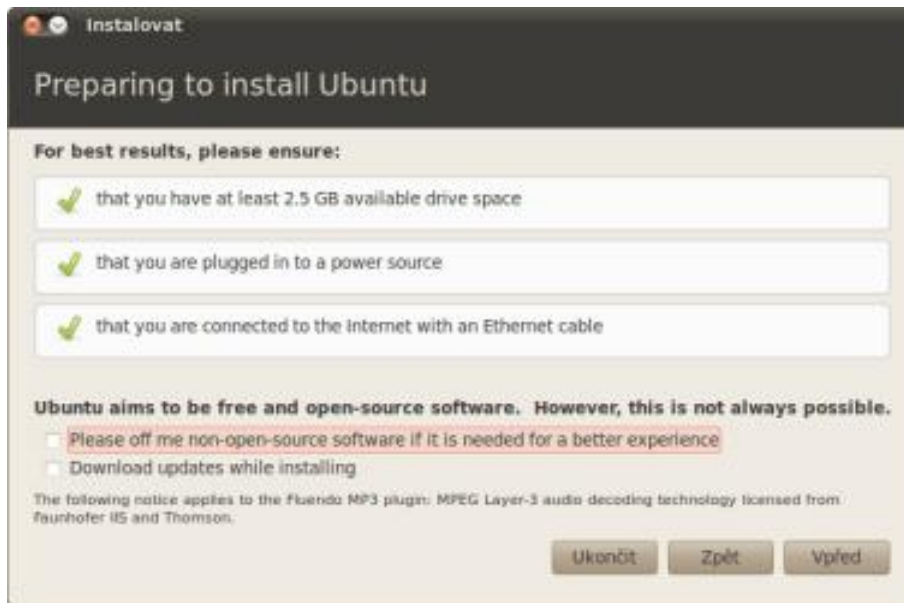 Instalovat
Preparing to install Ubuntu
For best results, please ensure:
that you have at least 2.5 GB available drive space
that you are plugged in to a power source
that you are connected to the Internet with an Ethernet cable
Ubuntu aims to be free and open-source software. However, this is not always possible.
Please off me non-open-source software if it is needed for a better experience
Download updates while installing
The following notice applies to the Fluendo MP3 plugin: MPEG Layer-3 audio decoding technology licensed from
Faunhofer IIS and Thomson.
Ukončit Zpět Vpřed